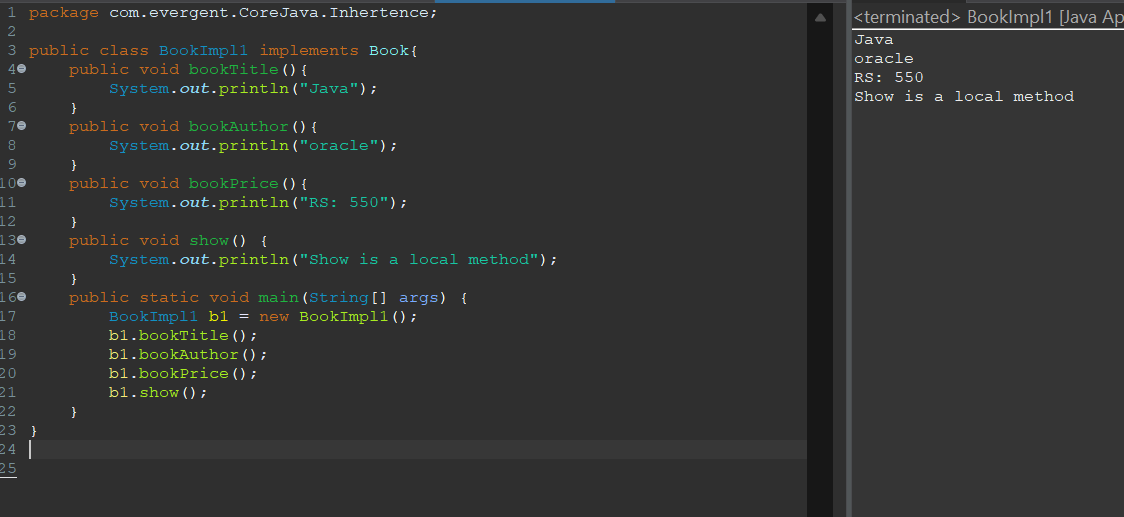 1 package com.evergent.CoreJava.Inhertence;
2
3 public class BookImpl1 implements Book{
4 public void bookTitle(){
5 System.out.println("Java");
6 }
7 public void bookAuthor(){
8 System.out.println("oracle");
9 }
10 public void bookPrice(){
11 System.out.println("RS: 550");
12 }
13 public void show() {
14 System.out.println("Show is a local method");
15 }
16 public static void main(String[] args) {
17 BookImpl1 b1 = new BookImpl1();
18 b1.bookTitle();
19 b1.bookAuthor();
20 b1.bookPrice();
21 b1.show();
22 }
23 }
24
25
<terminated> BookImpl1 [Java Ap
Java
oracle
RS: 550
Show is a local method